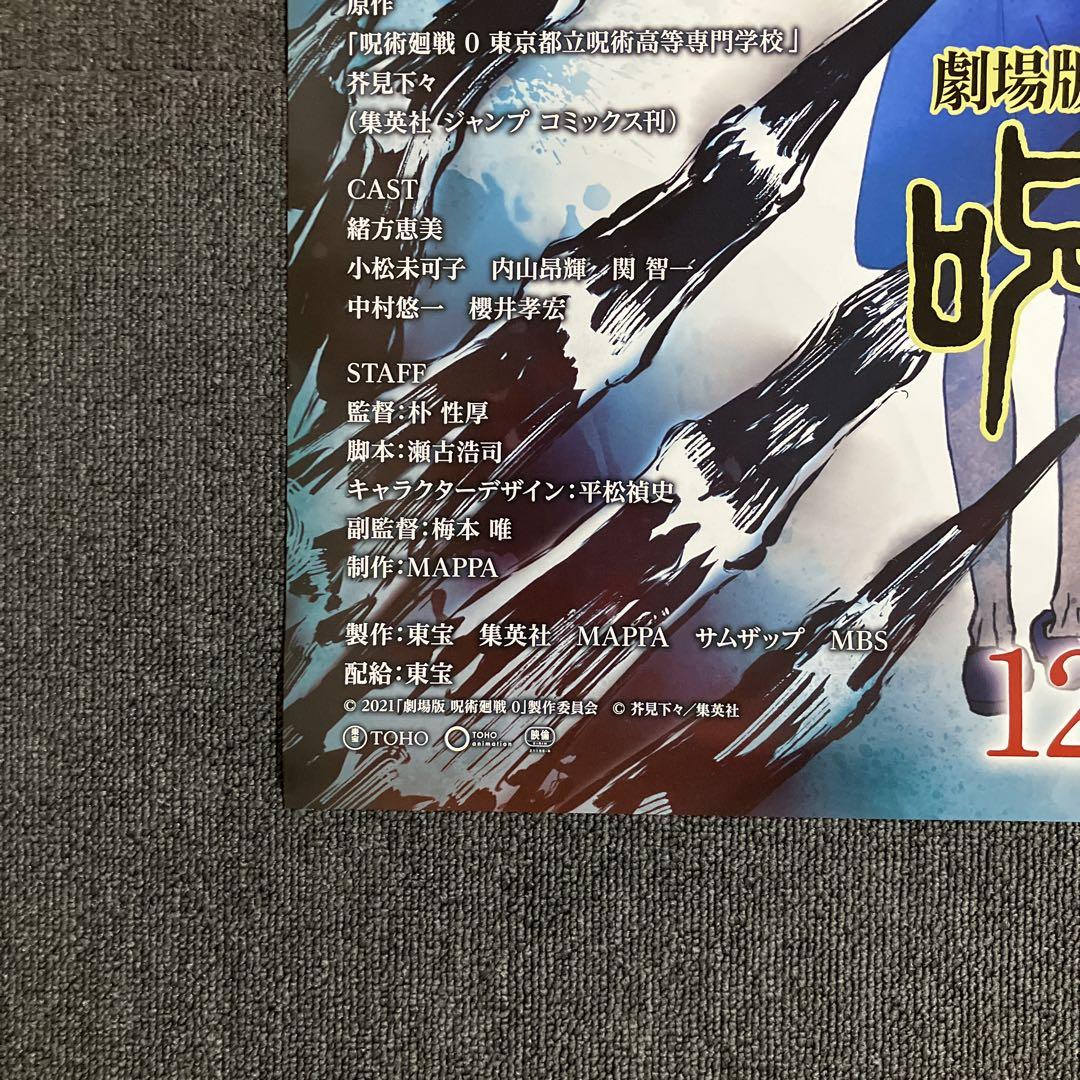 原作
「呪術廻戦 0 東京都立呪術高等専門学校」
芥見下々
（集英社 ジャンプ コミックス刊）
CAST
緒方恵美
小松未可子 内山昂輝 関 智一
中村悠一 櫻井孝宏
STAFF
監督：朴 性厚
脚本：瀬古浩司
キャラクターデザイン：平松禎史
副監督：梅本 唯
制作：MAPPA
製作：東宝 集英社 MAPPA サムザップ MBS
配給：東宝
© 2021「劇場版 呪術廻戦 0」製作委員会 © 芥見下々／集英社
東宝 TOHO TOHO animation 映倫
劇場版
呪
12